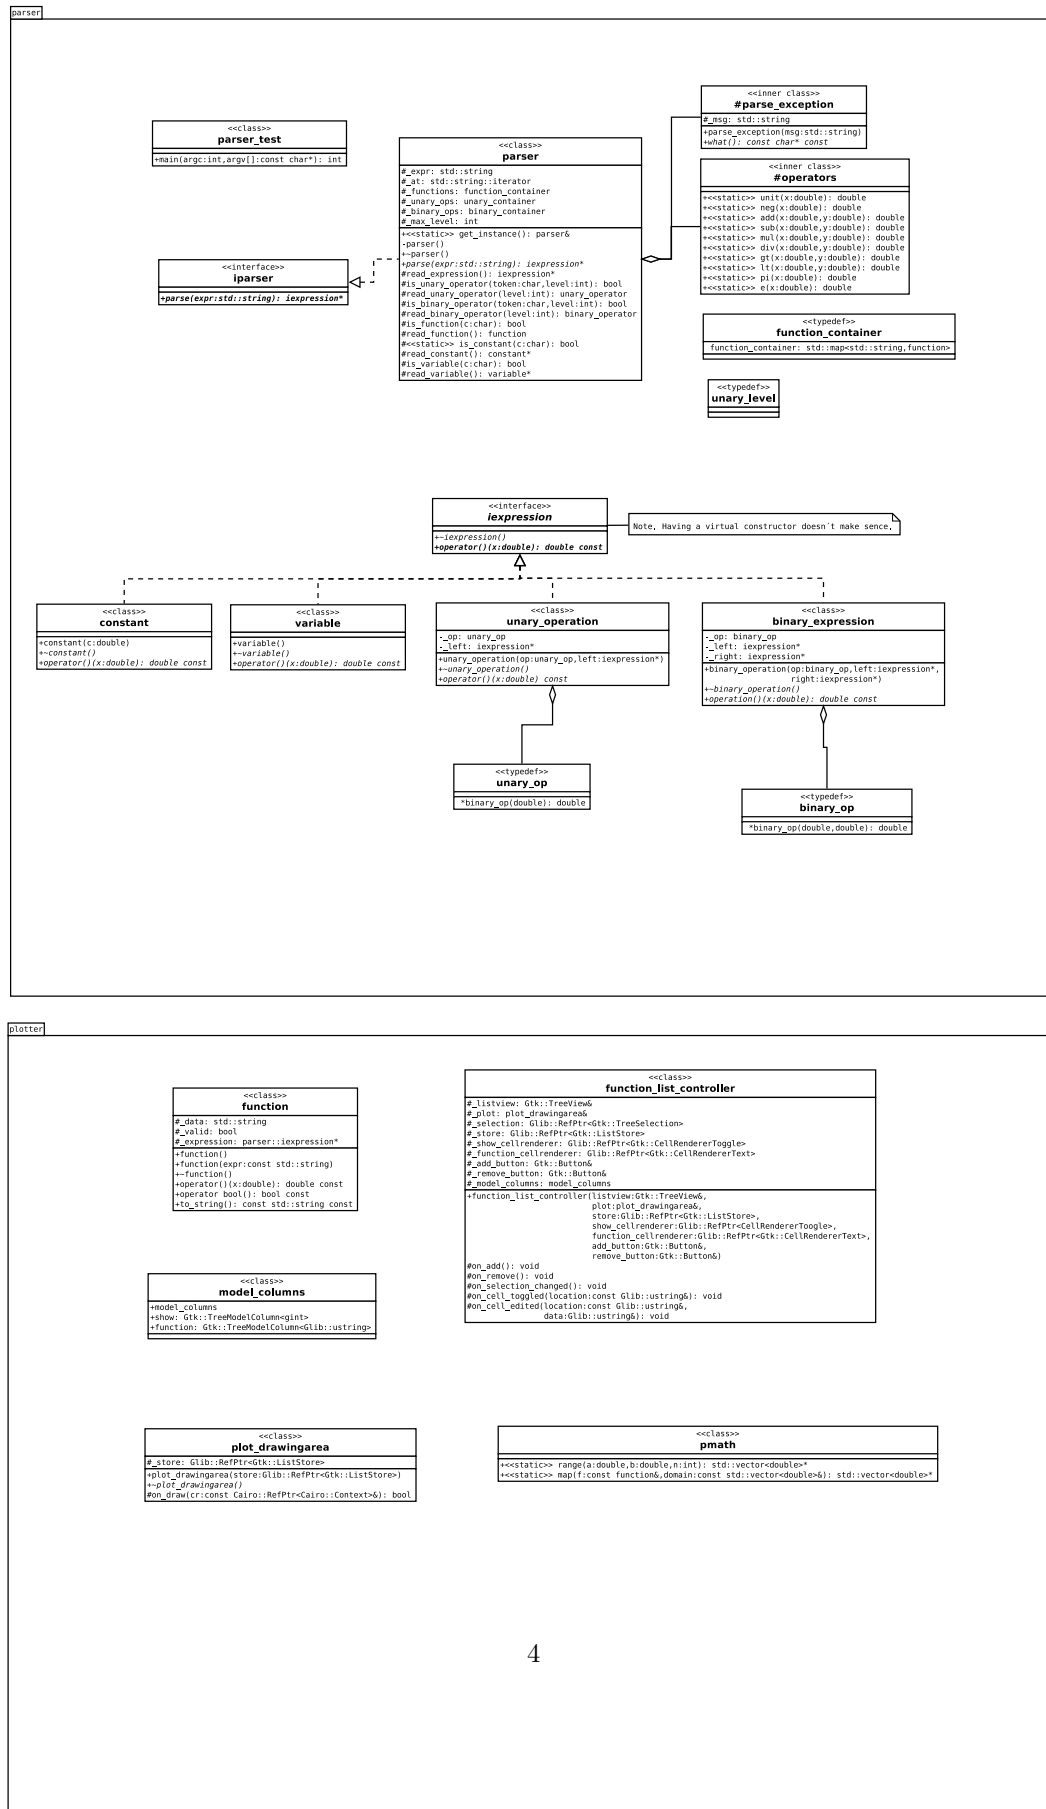 parser
<<class>>
parser_test
+main(argc:int,argv[]:const char*): int
<<interface>>
iparser
+parse(expr:std::string): iexpression*
<<class>>
parser
#_expr: std::string
#_at: std::string::iterator
#_functions: function_container
#_unary_ops: unary_container
#_binary_ops: binary_container
#_max_level: int
+<<static>> get_instance(): parser&
-parser()
+~parser()
+parse(expr:std::string): iexpression*
#read_expression(): iexpression*
#is_unary_operator(token:char,level:int): bool
#read_unary_operator(level:int): unary_operator
#is_binary_operator(token:char,level:int): bool
#read_binary_operator(level:int): binary_operator
#is_function(c:char): bool
#read_function(): function
#<<static>> is_constant(c:char): bool
#read_constant(): constant*
#is_variable(c:char): bool
#read_variable(): variable*
<<inner class>>
#parse_exception
#_msg: std::string
+parse_exception(msg:std::string)
+what(): const char* const
<<inner class>>
#operators
+<<static>> unit(x:double): double
+<<static>> neg(x:double): double
+<<static>> add(x:double,y:double): double
+<<static>> sub(x:double,y:double): double
+<<static>> mul(x:double,y:double): double
+<<static>> div(x:double,y:double): double
+<<static>> gt(x:double,y:double): double
+<<static>> lt(x:double,y:double): double
+<<static>> pi(x:double): double
+<<static>> e(x:double): double
<<typedef>>
function_container
function_container: std::map<std::string,function>
<<typedef>>
unary_level
<<interface>>
iexpression
+~iexpression()
+operator()(x:double): double const
Note, Having a virtual constructor doesn´t make sence.
<<class>>
constant
+constant(c:double)
+~constant()
+operator()(x:double): double const
<<class>>
variable
+variable()
+~variable()
+operator()(x:double): double const
<<class>>
unary_operation
-_op: unary_op
-_left: iexpression*
+unary_operation(op:unary_op,left:iexpression*)
+~unary_operation()
+operator()(x:double) const
<<class>>
binary_expression
-_op: binary_op
-_left: iexpression*
-_right: iexpression*
+binary_operation(op:binary_op,left:iexpression*,
right:iexpression*)
+~binary_operation()
+operation()(x:double): double const
<<typedef>>
unary_op
*binary_op(double): double
<<typedef>>
binary_op
*binary_op(double,double): double
plotter
<<class>>
function
#_data: std::string
#_valid: bool
#_expression: parser::iexpression*
+function()
+function(expr:const std::string)
+~function()
+operator()(x:double): double const
+operator bool(): bool const
+to_string(): const std::string const
<<class>>
function_list_controller
#_listview: Gtk::TreeView&
#_plot: plot_drawingarea&
#_selection: Glib::RefPtr<Gtk::TreeSelection>
#_store: Glib::RefPtr<Gtk::ListStore>
#_show_cellrenderer: Glib::RefPtr<Gtk::CellRendererToggle>
#_function_cellrenderer: Glib::RefPtr<Gtk::CellRendererText>
#_add_button: Gtk::Button&
#_remove_button: Gtk::Button&
#_model_columns: model_columns
+function_list_controller(listview:Gtk::TreeView&,
plot:plot_drawingarea&,
store:Glib::RefPtr<Gtk::ListStore>,
show_cellrenderer:Glib::RefPtr<CellRendererToogle>,
function_cellrenderer:Glib::RefPtr<Gtk::CellRendererText>,
add_button:Gtk::Button&,
remove_button:Gtk::Button&)
#on_add(): void
#on_remove(): void
#on_selection_changed(): void
#on_cell_toggled(location:const Glib::ustring&): void
#on_cell_edited(location:const Glib::ustring&,
data:Glib::ustring&): void
<<class>>
model_columns
+model_columns
+show: Gtk::TreeModelColumn<gint>
+function: Gtk::TreeModelColumn<Glib::ustring>
<<class>>
plot_drawingarea
#_store: Glib::RefPtr<Gtk::ListStore>
+plot_drawingarea(store:Glib::RefPtr<Gtk::ListStore>)
+~plot_drawingarea()
#on_draw(cr:const Cairo::RefPtr<Cairo::Context>&): bool
<<class>>
pmath
+<<static>> range(a:double,b:double,n:int): std::vector<double>*
+<<static>> map(f:const function&,domain:const std::vector<double>&): std::vector<double>*
4